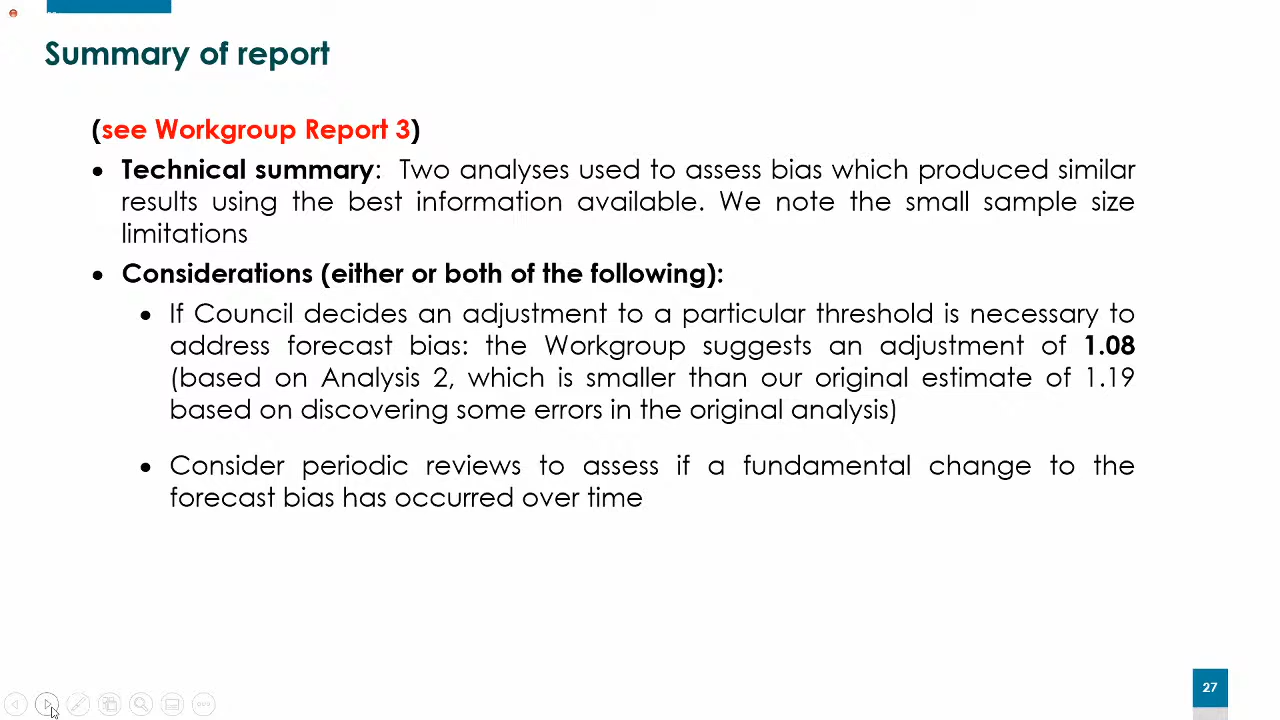 Summary of report
(see Workgroup Report 3)
• Technical summary: Two analyses used to assess bias which produced similar
results using the best information available. We note the small sample size
limitations
• Considerations (either or both of the following):
• If Council decides an adjustment to a particular threshold is necessary to
address forecast bias: the Workgroup suggests an adjustment of 1.08
(based on Analysis 2, which is smaller than our original estimate of 1.19
based on discovering some errors in the original analysis)
• Consider periodic reviews to assess if a fundamental change to the
forecast bias has occurred over time
27